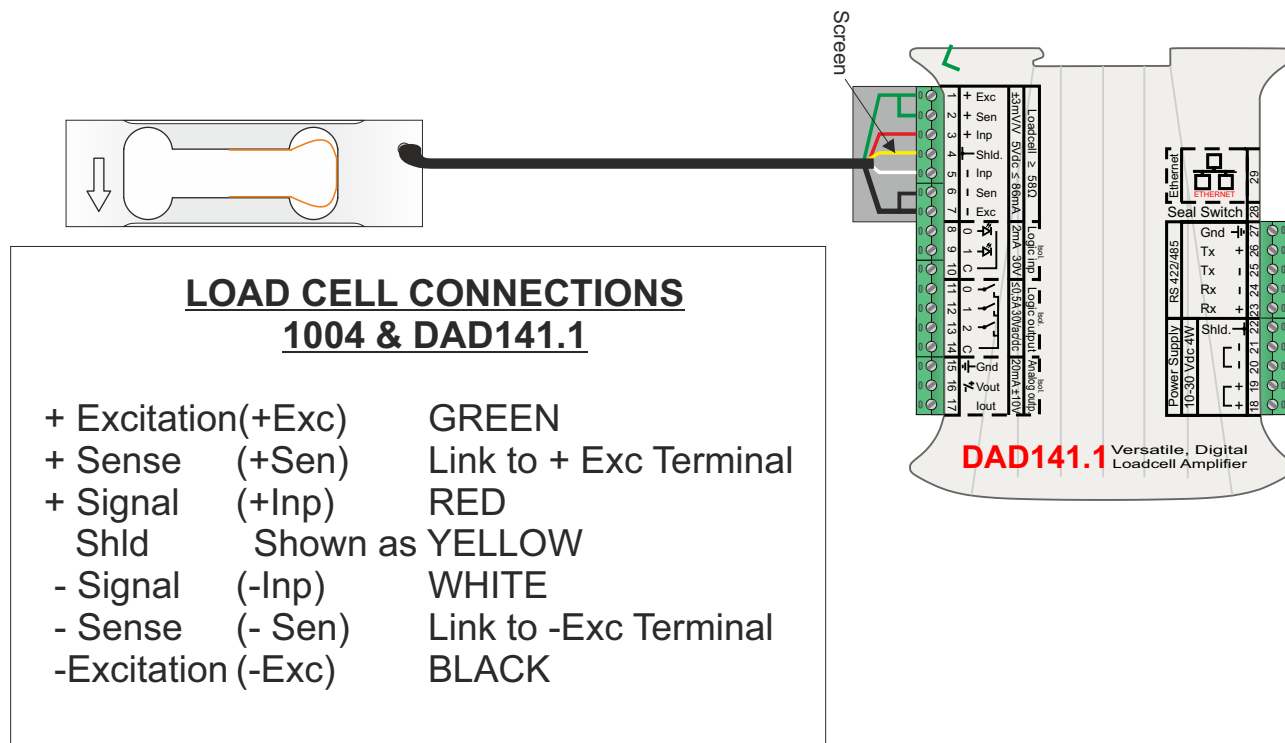 Screen
LOAD CELL CONNECTIONS
1004 & DAD141.1
+ Excitation(+Exc) GREEN
+ Sense (+Sen) Link to + Exc Terminal
+ Signal (+Inp) RED
Shld Shown as YELLOW
- Signal (-Inp) WHITE
- Sense (- Sen) Link to -Exc Terminal
-Excitation (-Exc) BLACK
1 + Exc
2 + Sen
3 + Inp
4 Shld.
5 - Inp
6 - Sen
7 - Exc
8 0
9 1
10 C
11 0
12 1
13 2
14 C
15 Gnd
16 Vout
17 Iout
Loadcell ≥ 58Ω
±3mV/V 5Vdc ≤ 86mA
Isol.
Logic inp
2mA 30V
Isol.
Logic output
≤0,5A 30Vac/dc
Isol.
Analog outp.
20mA ±10V
Ethernet
ETHERNET
29
Seal Switch 28
RS 422/485
Gnd 27
Tx + 26
Tx - 25
Rx - 24
Rx + 23
Power Supply
10-30 Vdc 4W
Shld. 22
- 21
- 20
+ 19
+ 18
DAD141.1 Versatile, Digital
Loadcell Amplifier